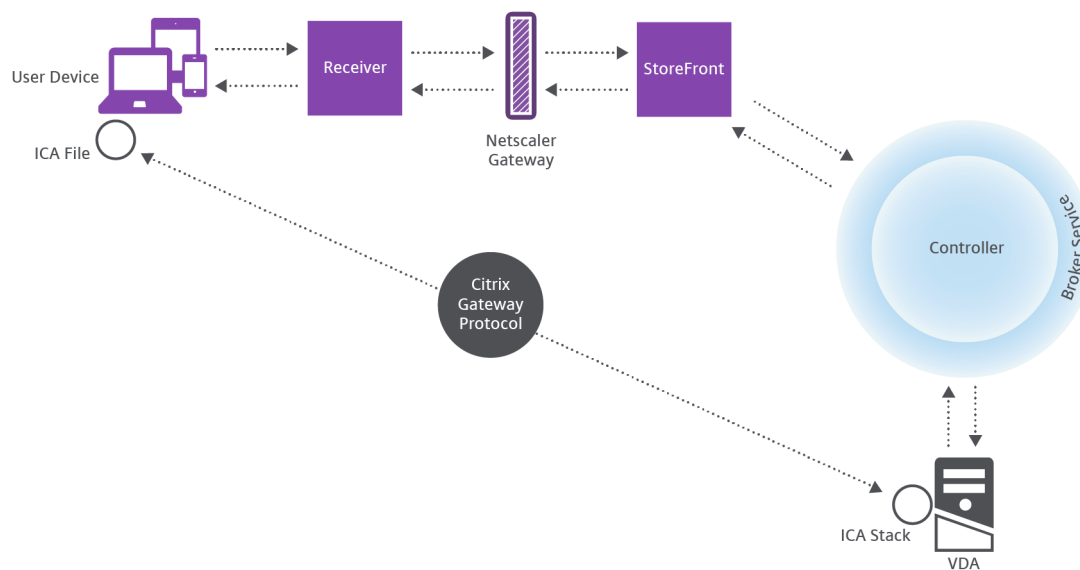 User Device
Receiver
StoreFront
Netscaler
Gateway
ICA File
Controller
Broker Service
Citrix
Gateway
Protocol
ICA Stack
VDA